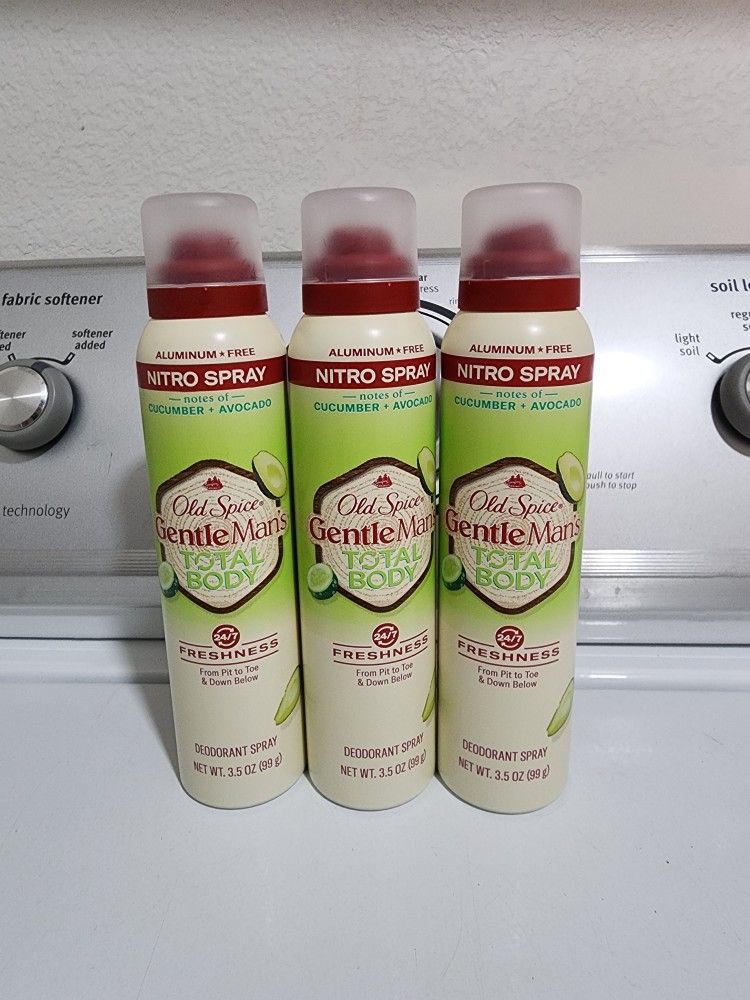 fabric softener
softener
added
technology
soil
light
soil
pull to start
push to stop
ALUMINUM★FREE
NITRO SPRAY
notes of
CUCUMBER + AVOCADO
Old Spice®
GentleMan's
TOTAL
BODY
24/7
FRESHNESS
From Pit to Toe
& Down Below
DEODORANT SPRAY
NET WT. 3.5 OZ (99 g)
ALUMINUM★FREE
NITRO SPRAY
notes of
CUCUMBER + AVOCADO
Old Spice
GentleMan's
TOTAL
BODY
24/7
FRESHNESS
From Pit to Toe
& Down Below
DEODORANT SPRAY
NET WT. 3.5 OZ (99 g)
ALUMINUM★FREE
NITRO SPRAY
notes of
CUCUMBER + AVOCADO
Old Spice®
GentleMan's
TOTAL
BODY
24/7
FRESHNESS
From Pit to Toe
& Down Below
DEODORANT SPRAY
NET WT. 3.5 OZ (99 g)